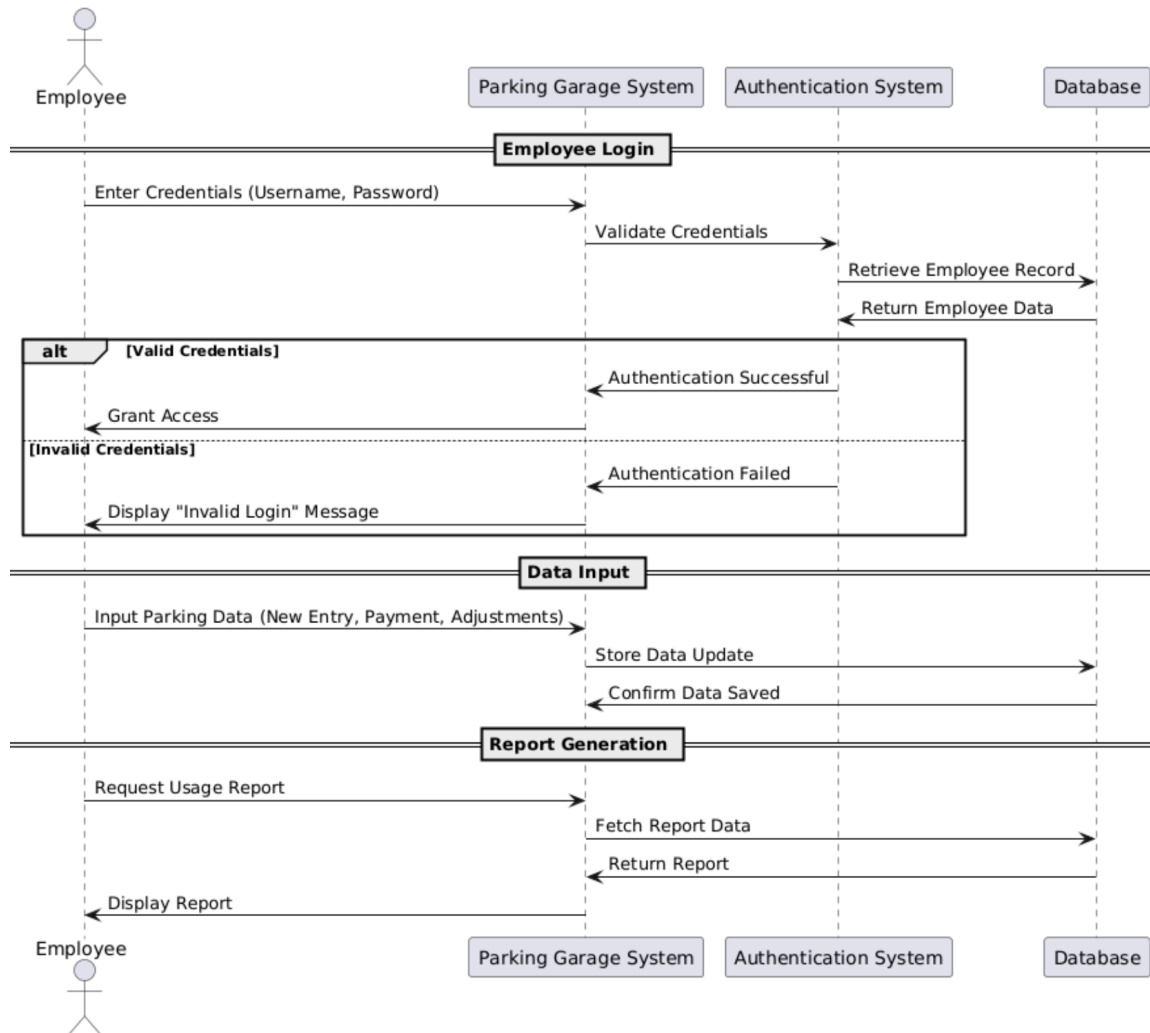 Employee
Parking Garage System
Authentication System
Database
Employee Login
Enter Credentials (Username, Password)
Validate Credentials
Retrieve Employee Record
Return Employee Data
alt
[Valid Credentials]
Authentication Successful
Grant Access
[Invalid Credentials]
Authentication Failed
Display "Invalid Login" Message
Data Input
Input Parking Data (New Entry, Payment, Adjustments)
Store Data Update
Confirm Data Saved
Report Generation
Request Usage Report
Fetch Report Data
Return Report
Display Report
Employee
Parking Garage System
Authentication System
Database